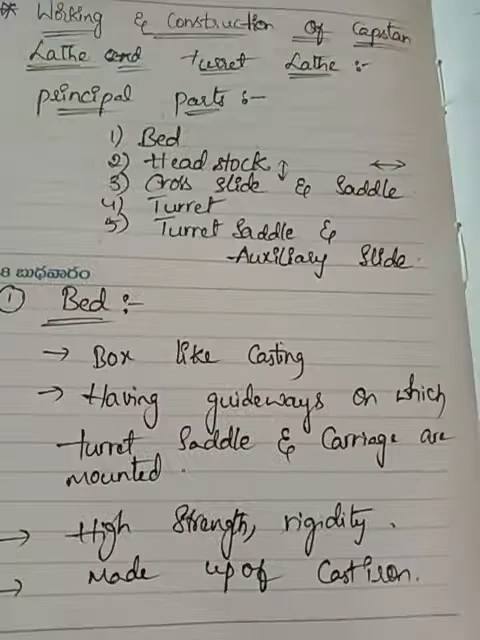 * Working & Construction Of Capstan
Lathe and turret Lathe :-
principal parts :-
1) Bed
2) Head stock ↕
3) Cross slide & Saddle ↔
4) Turret
5) Turret Saddle &
-Auxiliary Slide.
8 బుధవారం
① Bed :-
→ Box like Casting
→ Having guideways on which
turret Saddle & Carriage are
mounted.
→ High Strength, rigidity.
→ Made up of Cast iron.